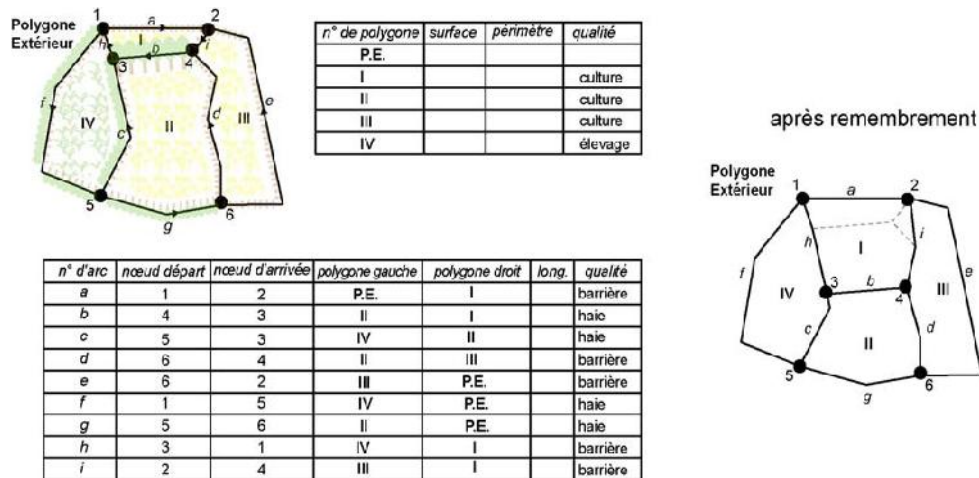 Polygone
Extérieur
1
a
2
I
h
b
i
3
4
f
IV
c
II
d
III
e
5
6
g
n° de polygone surface périmètre qualité
P.E.
I culture
II culture
III culture
IV élevage
après remembrement
Polygone
Extérieur
1
a
2
h
I
i
f
IV
3
b
4
III
e
c
II
d
5
6
g
n° d'arc nœud départ nœud d'arrivée polygone gauche polygone droit long. qualité
a 1 2 P.E. I barrière
b 4 3 II I haie
c 5 3 IV II haie
d 6 4 II III barrière
e 6 2 III P.E. barrière
f 1 5 IV P.E. haie
g 5 6 II P.E. haie
h 3 1 IV I barrière
i 2 4 III I barrière